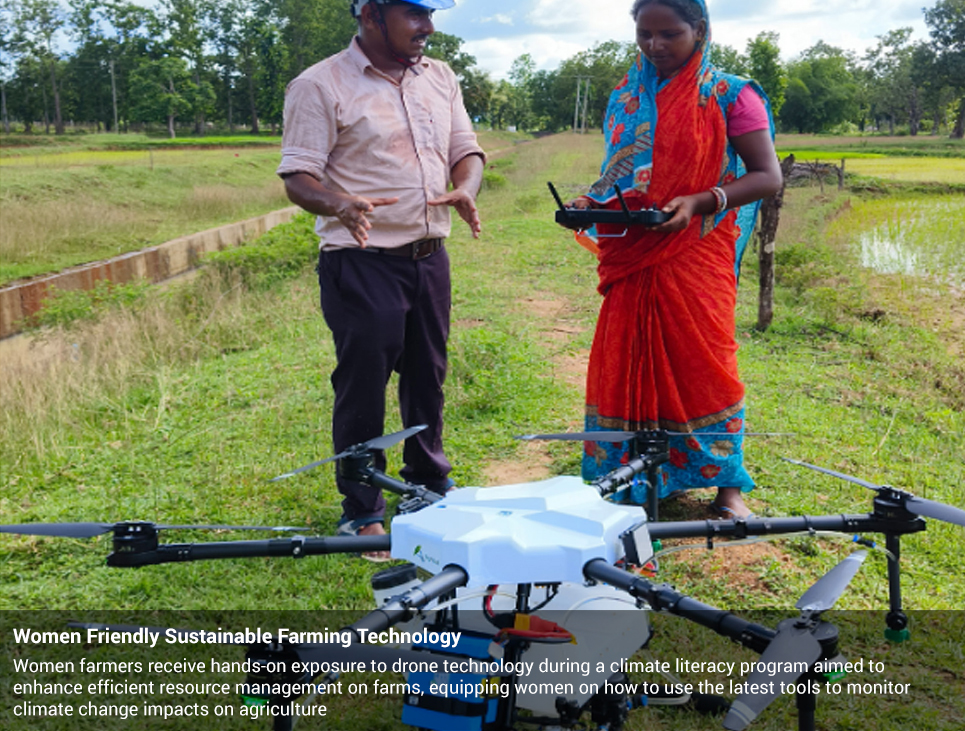 Women Friendly Sustainable Farming Technology
Women farmers receive hands-on exposure to drone technology during a climate literacy program aimed to
enhance efficient resource management on farms, equipping women on how to use the latest tools to monitor
climate change impacts on agriculture